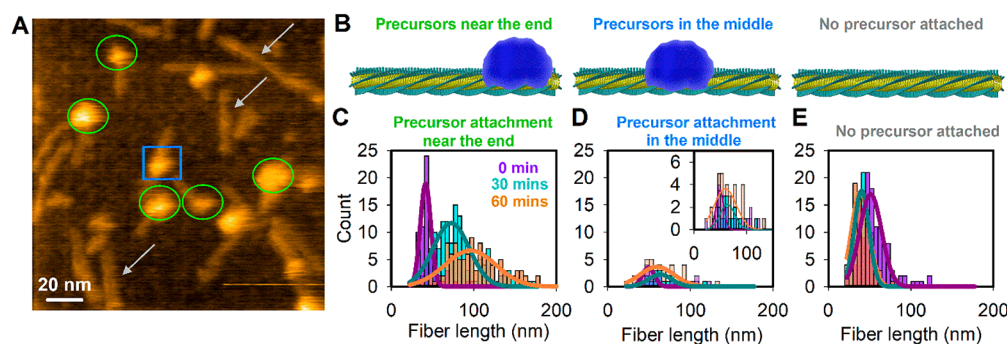 A
20 nm
B
Precursors near the end
Precursors in the middle
No precursor attached
C
Precursor attachment
near the end
25
20
15
10
5
0
Count
0 min
30 mins
60 mins
0
100
200
Fiber length (nm)
D
Precursor attachment
in the middle
25
20
15
10
5
0
6
4
2
0
0
100
0
100
200
Fiber length (nm)
E
No precursor attached
25
20
15
10
5
0
0
100
200
Fiber length (nm)